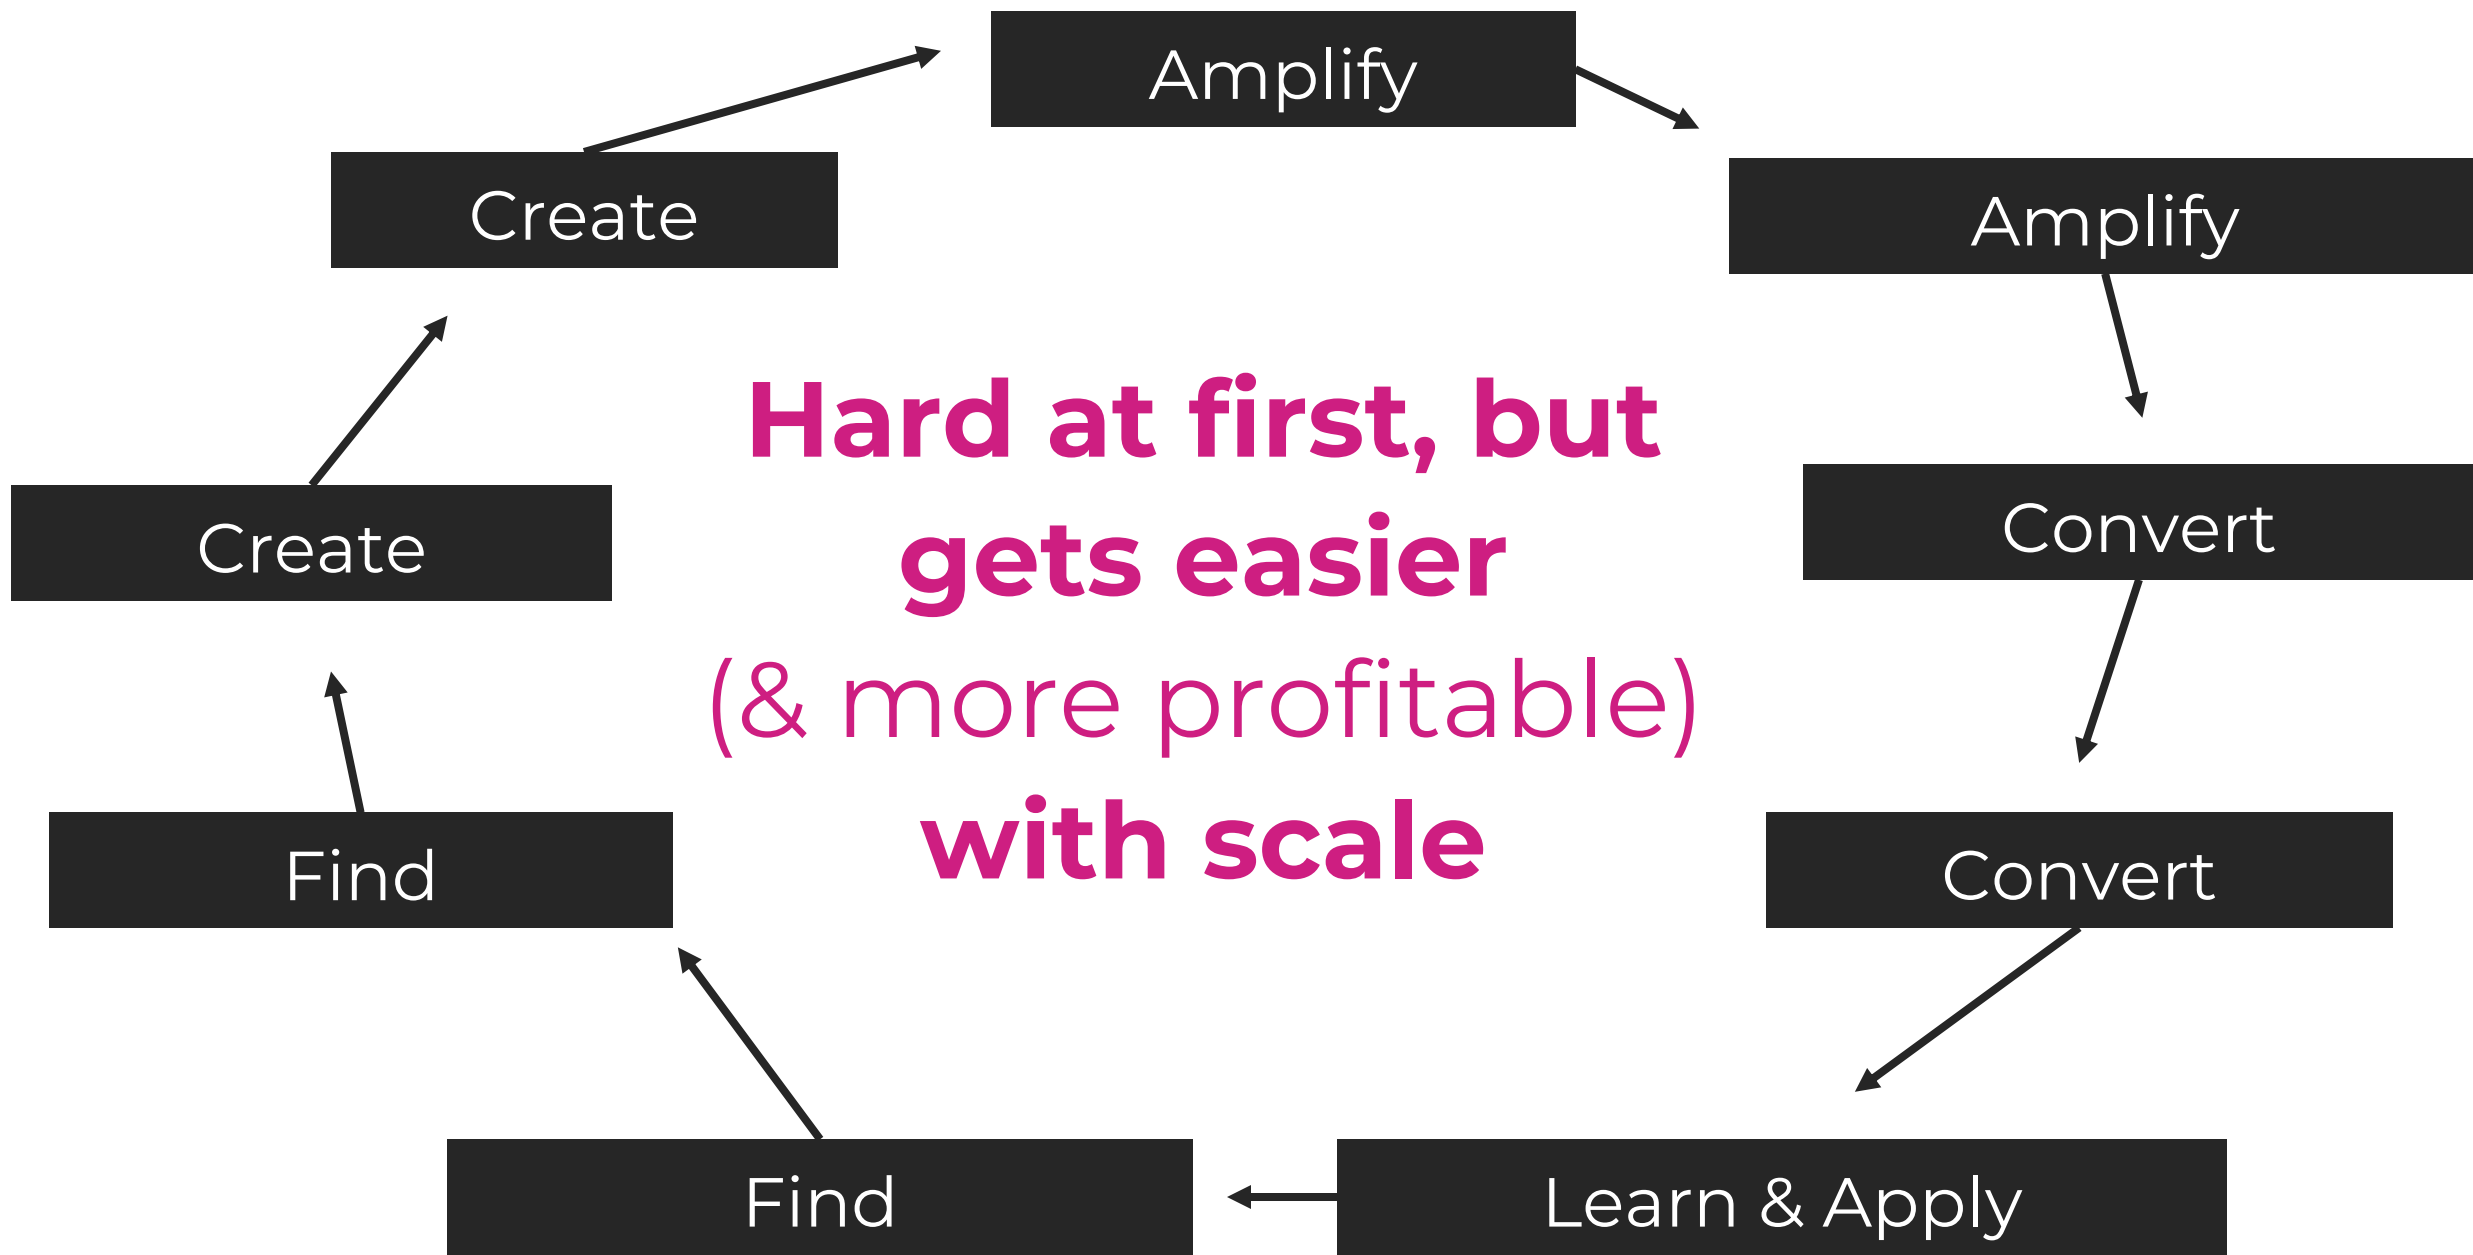 Amplify
Create
Amplify
Hard at first, but
gets easier
(& more profitable)
with scale
Convert
Create
Find
Convert
Find
Learn & Apply